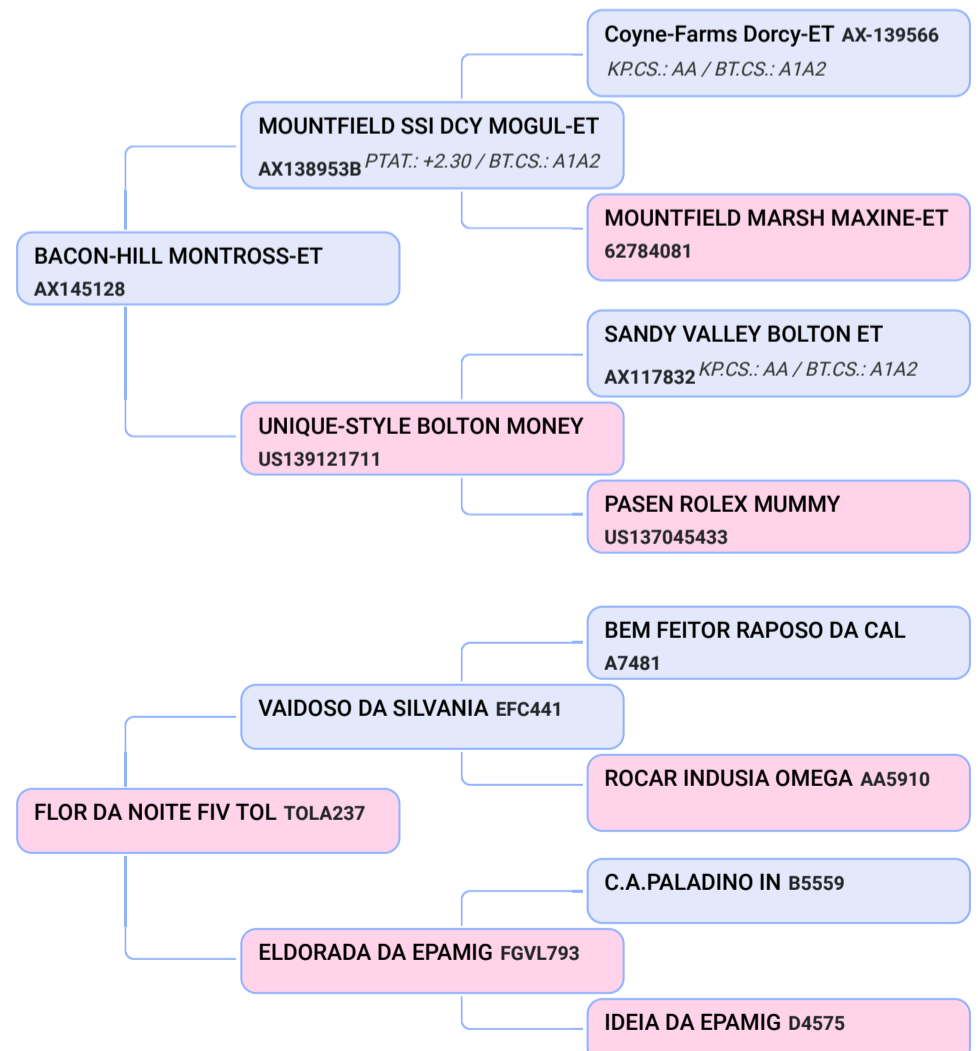 Coyne-Farms Dorcy-ET AX-139566
KP.CS.: AA / BT.CS.: A1A2
MOUNTFIELD SSI DCY MOGUL-ET
AX138953B PTAT.: +2.30 / BT.CS.: A1A2
MOUNTFIELD MARSH MAXINE-ET
62784081
BACON-HILL MONTROSS-ET
AX145128
SANDY VALLEY BOLTON ET
AX117832 KP.CS.: AA / BT.CS.: A1A2
UNIQUE-STYLE BOLTON MONEY
US139121711
PASEN ROLEX MUMMY
US137045433
BEM FEITOR RAPOSO DA CAL
A7481
VAIDOSO DA SILVANIA EFC441
ROCAR INDUSIA OMEGA AA5910
FLOR DA NOITE FIV TOL TOLA237
C.A.PALADINO IN B5559
ELDORADA DA EPAMIG FGVL793
IDEIA DA EPAMIG D4575